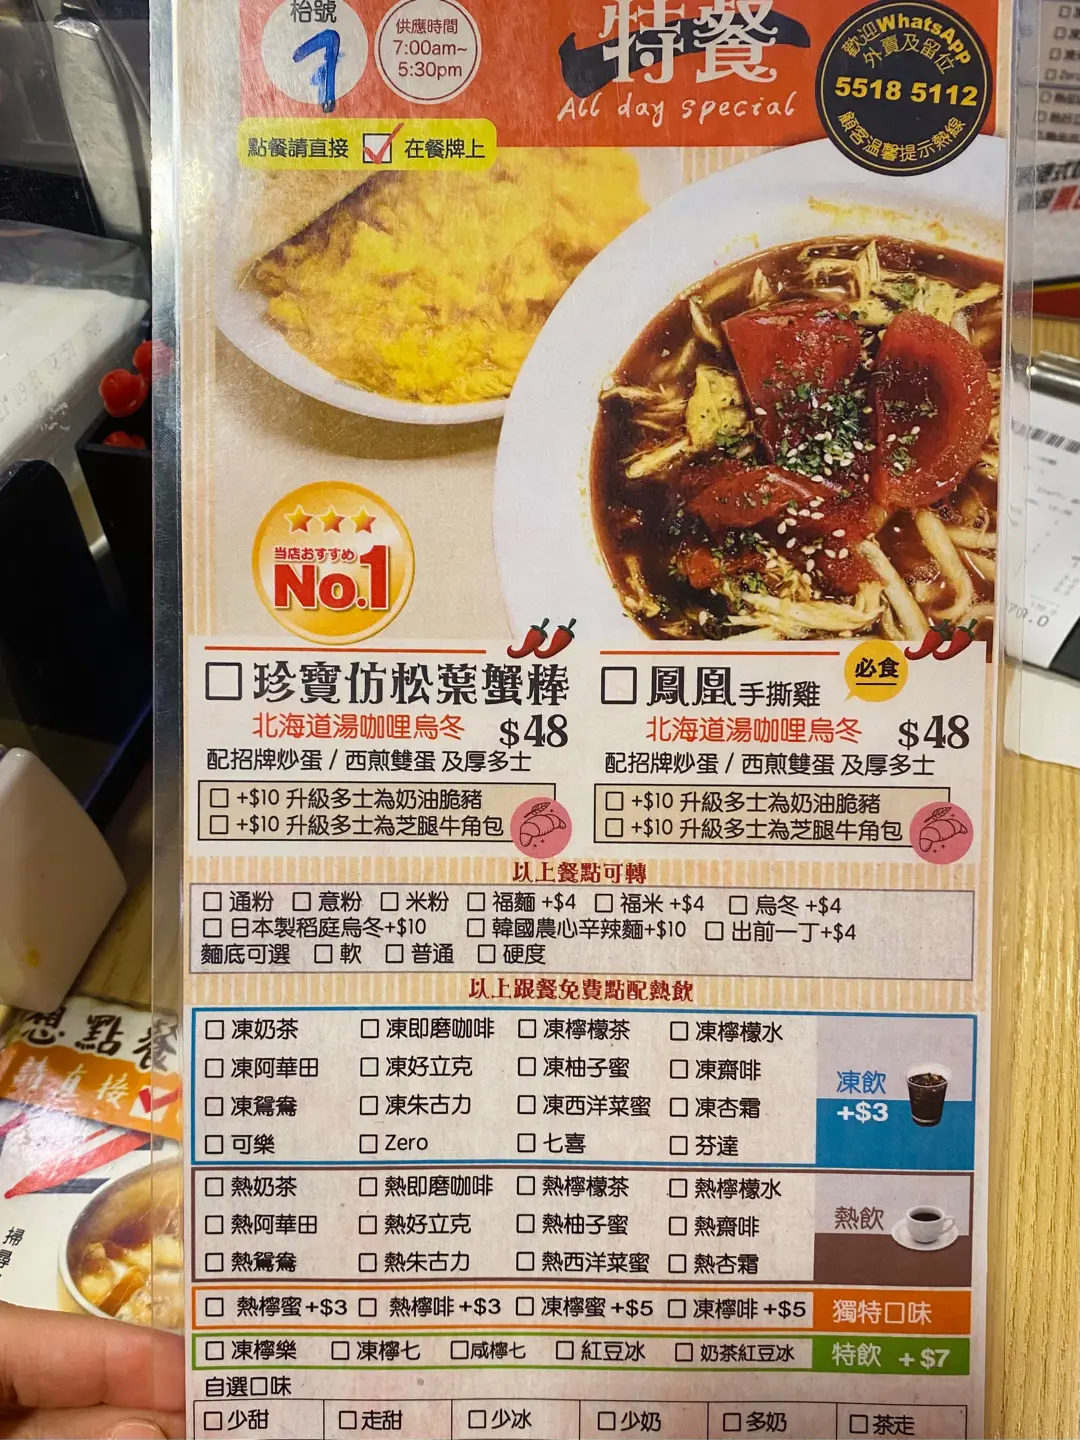 枱號
7
供應時間
7:00am~
5:30pm
特餐
All day special
歡迎WhatsApp
外賣及留位
5518 5112
顧客溫馨提示熱線
點餐請直接 ☑ 在餐牌上
当店おすすめ
No.1
□珍寶仿松葉蟹棒
北海道湯咖哩烏冬 $48
配招牌炒蛋 / 西煎雙蛋 及厚多士
□ +$10 升級多士為奶油脆豬
□ +$10 升級多士為芝腿牛角包
必食
□鳳凰手撕雞
北海道湯咖哩烏冬 $48
配招牌炒蛋 / 西煎雙蛋 及厚多士
□ +$10 升級多士為奶油脆豬
□ +$10 升級多士為芝腿牛角包
以上餐點可轉
□ 通粉 □ 意粉 □ 米粉 □ 福麵 +$4 □ 福米 +$4 □ 烏冬 +$4
□ 日本製稻庭烏冬+$10 □ 韓國農心辛辣麵+$10 □ 出前一丁+$4
麵底可選 □ 軟 □ 普通 □ 硬度
以上跟餐免費點配熱飲
□ 凍奶茶 □ 凍即磨咖啡 □ 凍檸檬茶 □ 凍檸檬水
□ 凍阿華田 □ 凍好立克 □ 凍柚子蜜 □ 凍齋啡
□ 凍鴛鴦 □ 凍朱古力 □ 凍西洋菜蜜 □ 凍杏霜
□ 可樂 □ Zero □ 七喜 □ 芬達
凍飲
+$3
□ 熱奶茶 □ 熱即磨咖啡 □ 熱檸檬茶 □ 熱檸檬水
□ 熱阿華田 □ 熱好立克 □ 熱柚子蜜 □ 熱齋啡
□ 熱鴛鴦 □ 熱朱古力 □ 熱西洋菜蜜 □ 熱杏霜
熱飲
□ 熱檸蜜+$3 □ 熱檸啡+$3 □ 凍檸蜜+$5 □ 凍檸啡+$5 獨特口味
□ 凍檸樂 □ 凍檸七 □咸檸七 □ 紅豆冰 □ 奶茶紅豆冰 特飲 +$7
自選口味
□少甜 □走甜 □少冰 □少奶 □多奶 □茶走
想點餐
請直接